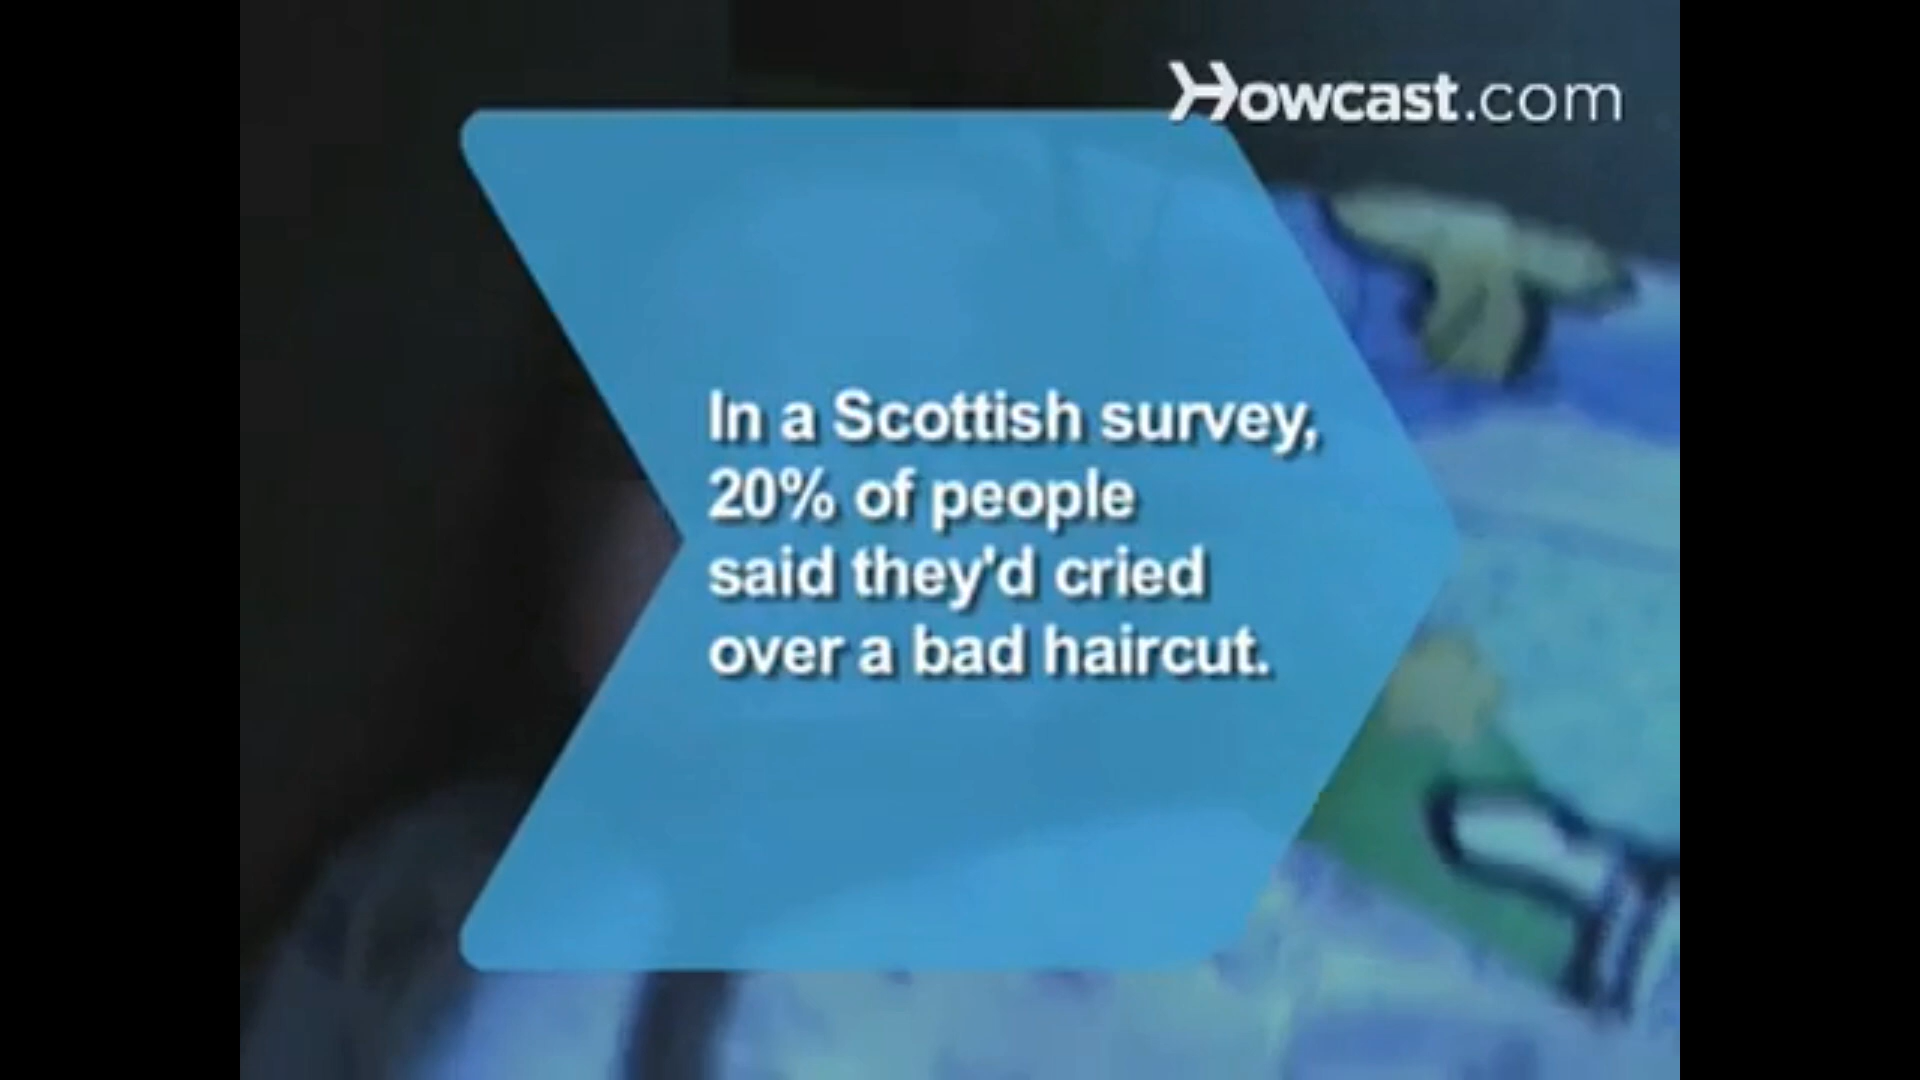 Howcast.com
In a Scottish survey,
20% of people
said they'd cried
over a bad haircut.